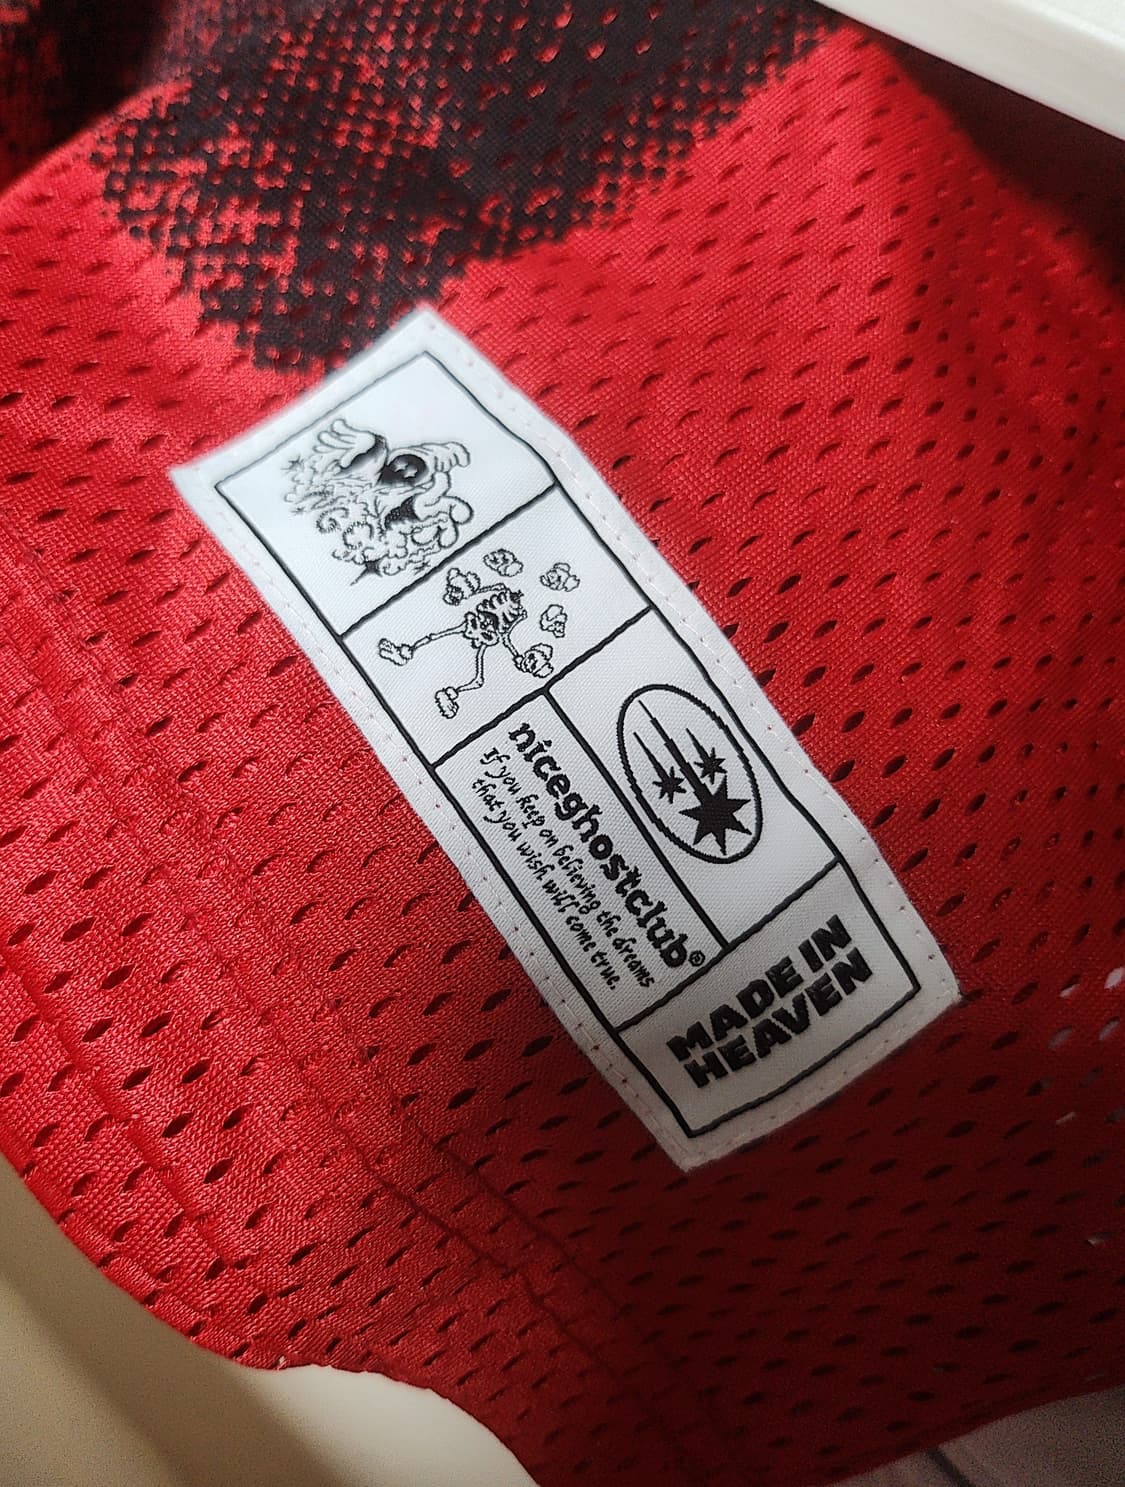 niceghostclub®
If you keep on believing the dreams
that you wish, will come true.
MADE IN
HEAVEN